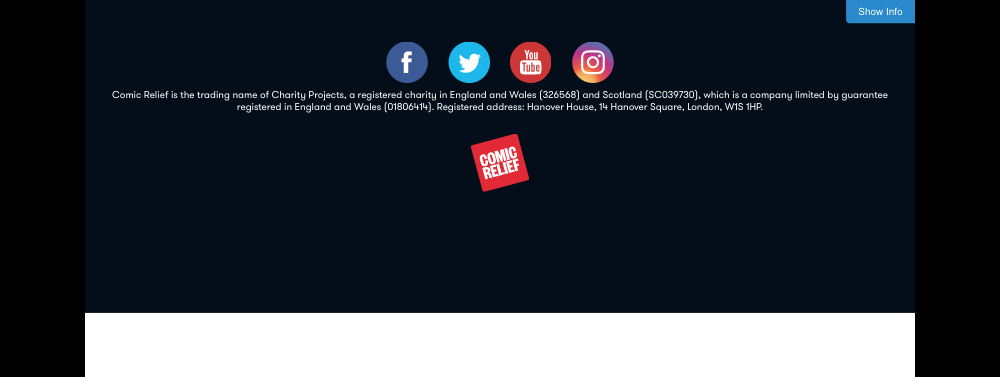 Show Info
f
You
Tube
Comic Relief is the trading name of Charity Projects, a registered charity in England and Wales (326568) and Scotland (SC039730), which is a company limited by guarantee
registered in England and Wales (01806414). Registered address: Hanover House, 14 Hanover Square, London, W1S 1HP.
COMIC
RELIEF